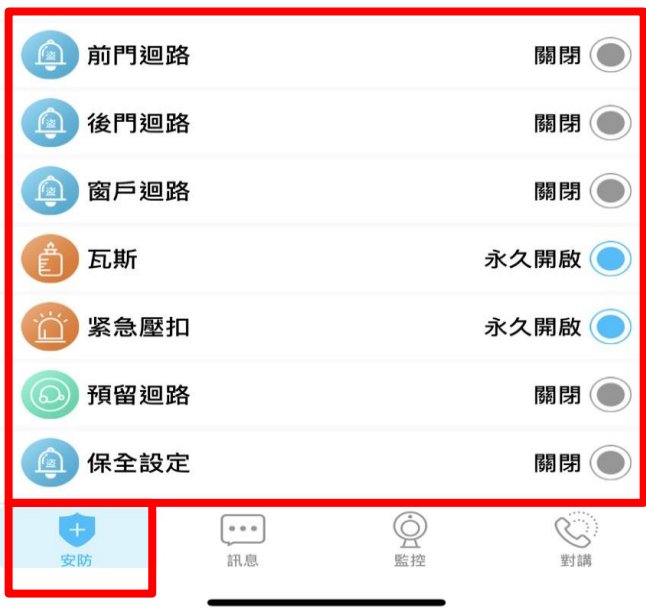 前門迴路 關閉
後門迴路 關閉
窗戶迴路 關閉
瓦斯 永久開啟
紧急壓扣 永久開啟
預留迴路 關閉
保全設定 關閉
安防 訊息 監控 對講